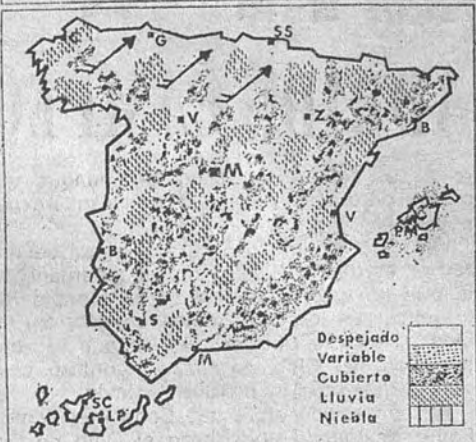 C
G
SS
V
Z
B
M
V
C
PM
B
S
M
SC
LP
Despejado
Variable
Cubierto
Lluvia
Niebla